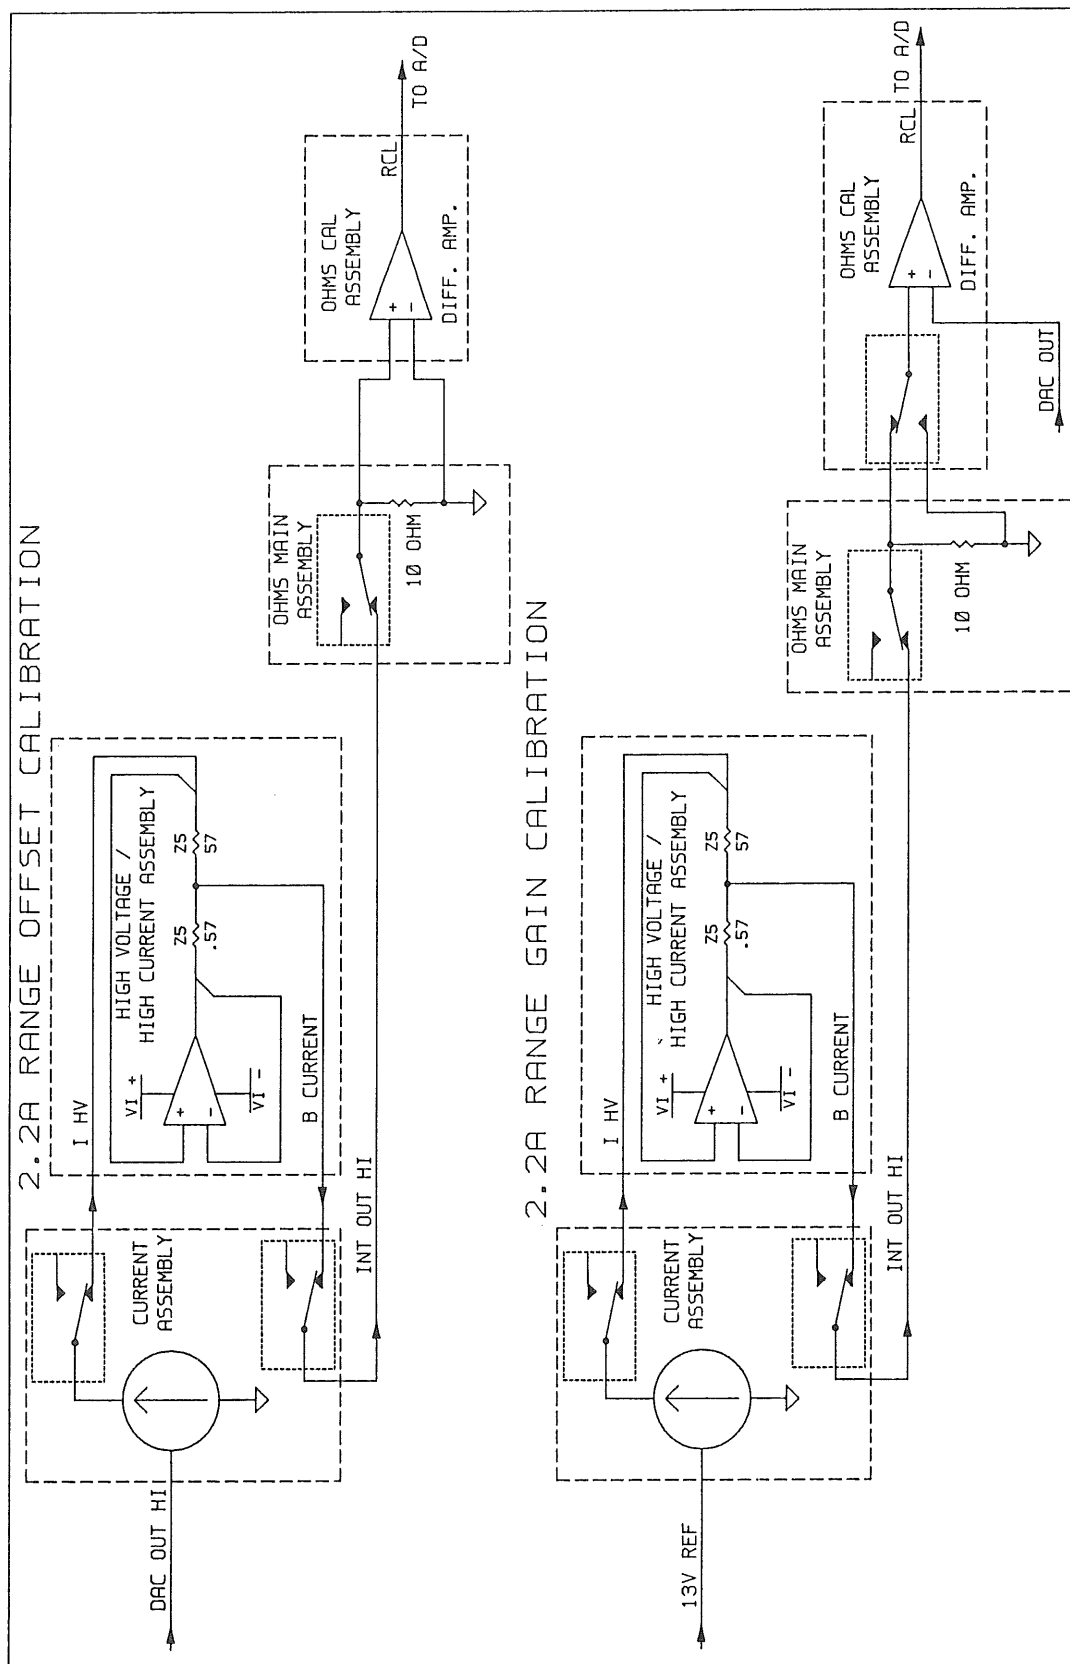 2.2A RANGE OFFSET CALIBRATION
DAC OUT HI
CURRENT
ASSEMBLY
I HV
HIGH VOLTAGE /
HIGH CURRENT ASSEMBLY
VI +
+
-
VI -
Z5
.57
Z5
57
B CURRENT
INT OUT HI
OHMS MAIN
ASSEMBLY
10 OHM
OHMS CAL
ASSEMBLY
+
-
DIFF. AMP.
RCL
TO A/D
2.2A RANGE GAIN CALIBRATION
13V REF
CURRENT
ASSEMBLY
I HV
HIGH VOLTAGE /
HIGH CURRENT ASSEMBLY
VI +
+
-
VI -
Z5
.57
Z5
57
B CURRENT
INT OUT HI
OHMS MAIN
ASSEMBLY
10 OHM
OHMS CAL
ASSEMBLY
+
-
DIFF. AMP.
DAC OUT
RCL
TO A/D